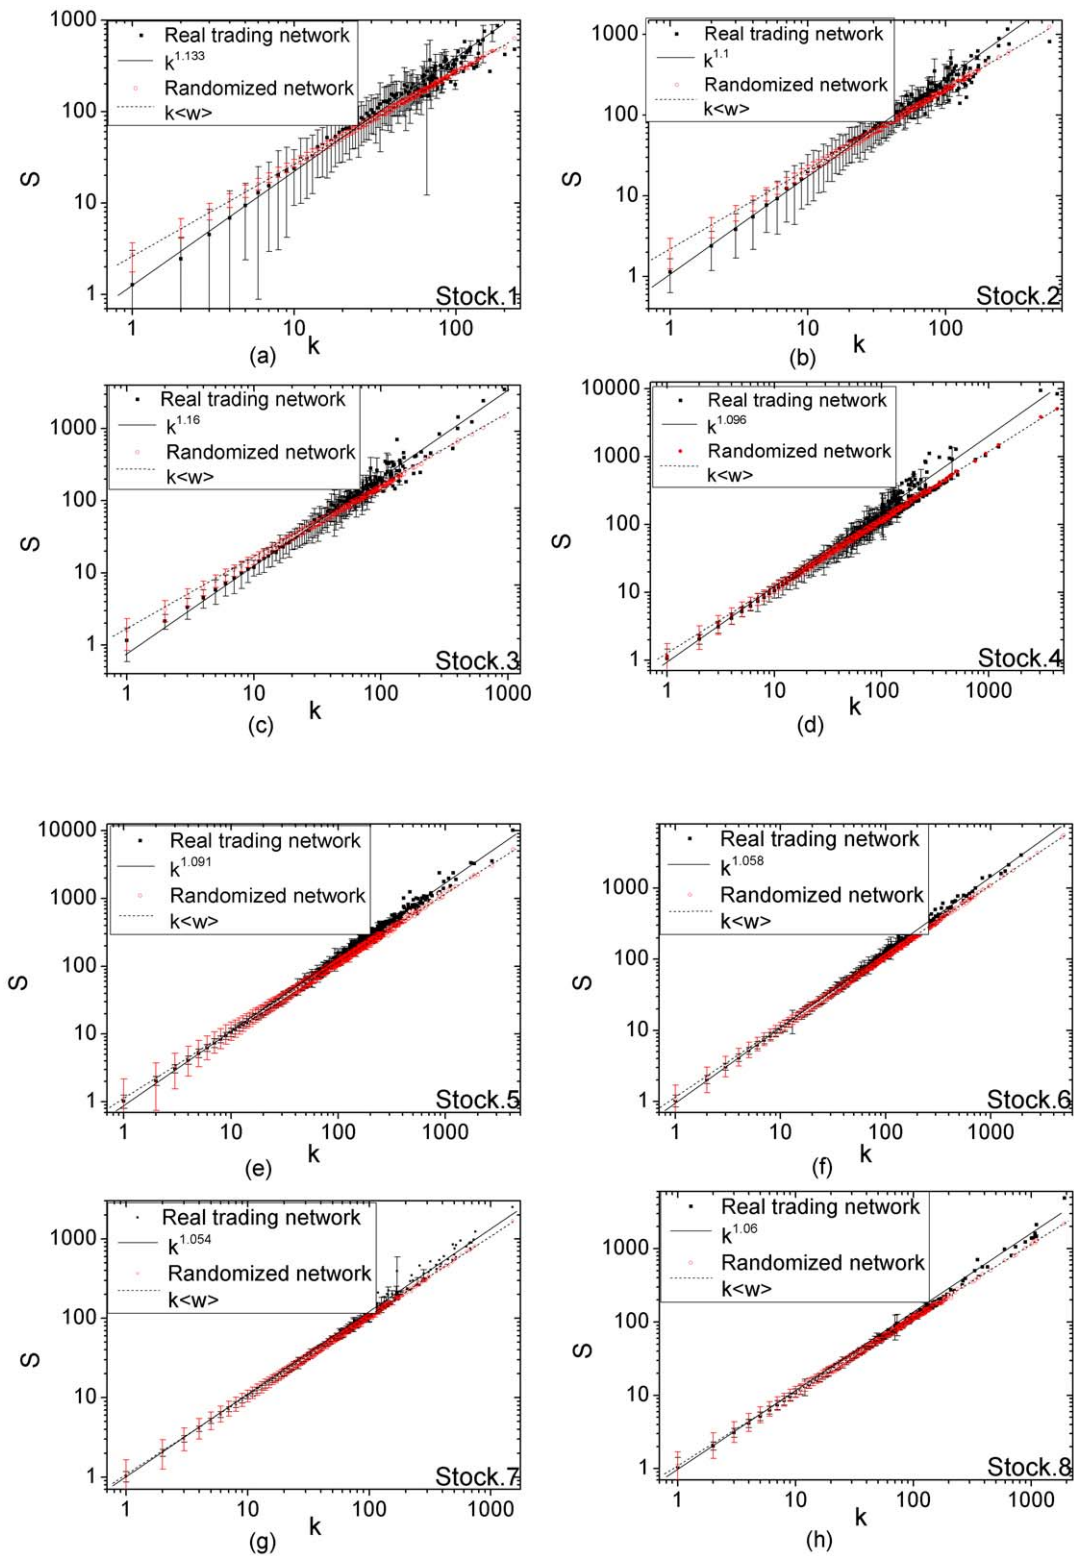 Real trading network
k^1.133
Randomized network
k<w>
1000
100
10
1
S
1
10
100
k
Stock.1
(a)
Real trading network
k^1.1
Randomized network
k<w>
1000
100
10
1
S
1
10
100
k
Stock.2
(b)
Real trading network
k^1.16
Randomized network
k<w>
1000
100
10
1
S
1
10
100
1000
k
Stock.3
(c)
Real trading network
k^1.096
Randomized network
k<w>
10000
1000
100
10
1
S
1
10
100
1000
k
Stock.4
(d)
Real trading network
k^1.091
Randomized network
k<w>
10000
1000
100
10
1
S
1
10
100
1000
k
Stock.5
(e)
Real trading network
k^1.058
Randomized network
k<w>
1000
100
10
1
S
1
10
100
1000
k
Stock.6
(f)
Real trading network
k^1.054
Randomized network
k<w>
1000
100
10
1
S
1
10
100
1000
k
Stock.7
(g)
Real trading network
k^1.06
Randomized network
k<w>
1000
100
10
1
S
1
10
100
1000
k
Stock.8
(h)